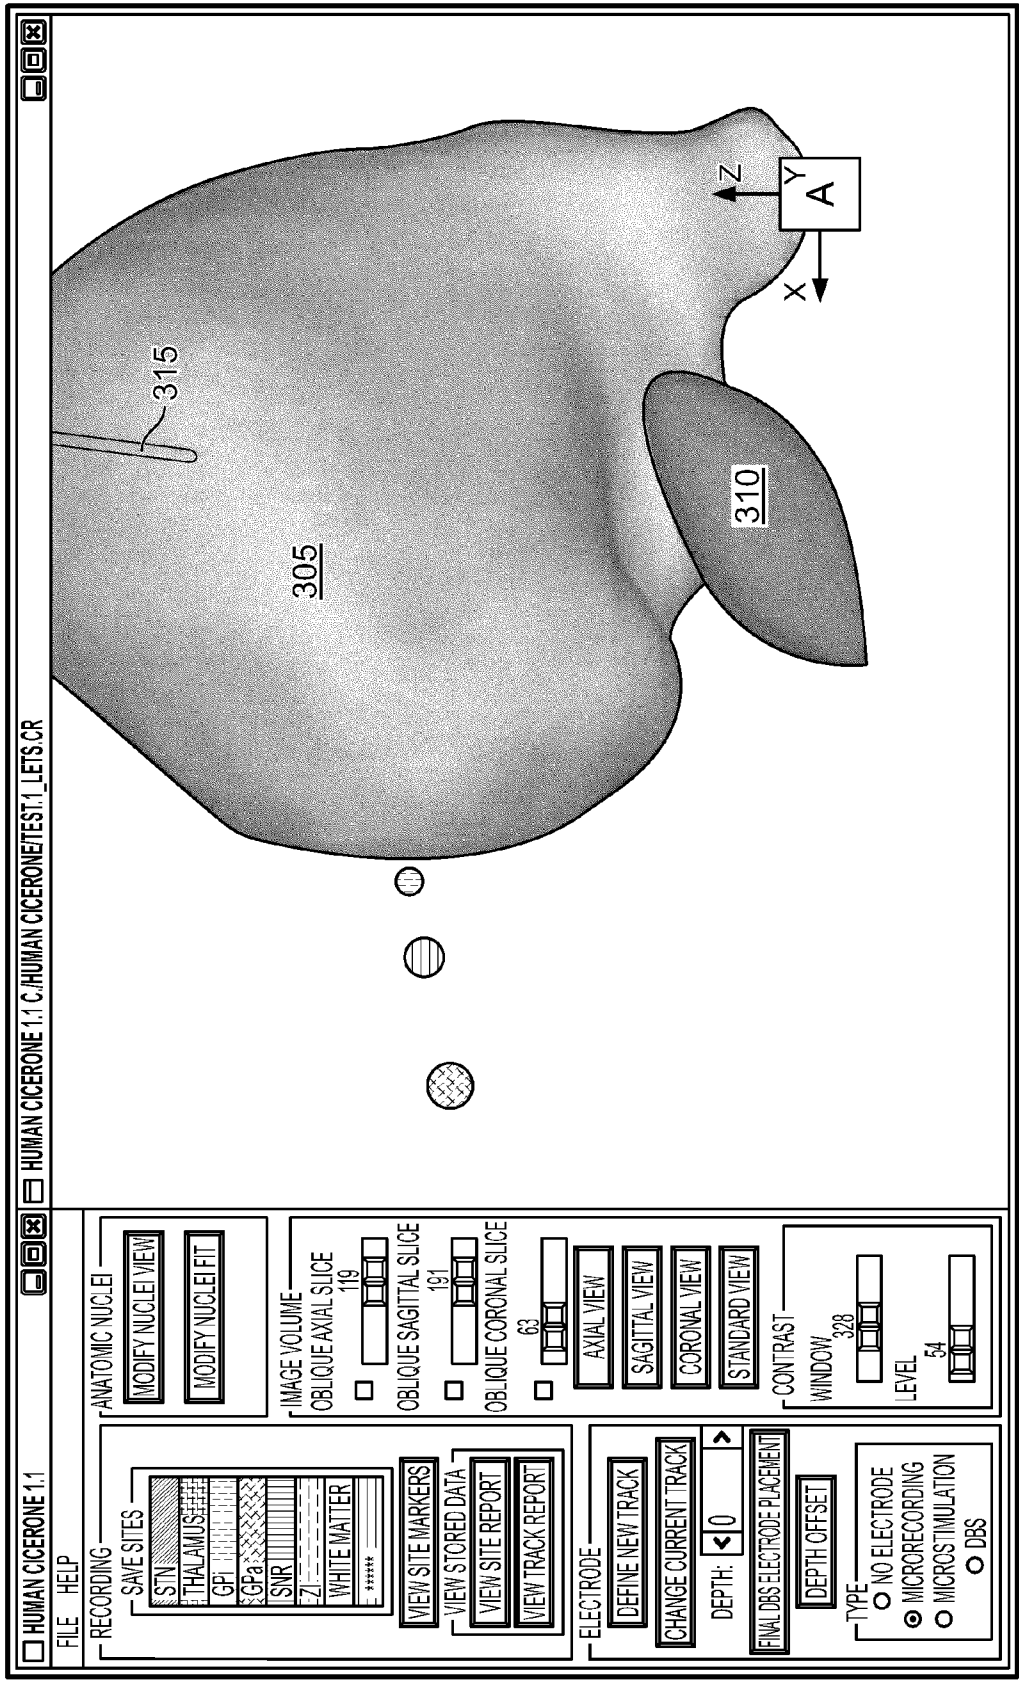 HUMAN CICERONE 1.1
FILE HELP
RECORDING
SAVE SITES
STN
THALAMUS
GPi
GPa
SNR
ZI
WHITE MATTER
******
VIEW SITE MARKERS
VIEW STORED DATA
VIEW SITE REPORT
VIEW TRACK REPORT
ELECTRODE
DEFINE NEW TRACK
CHANGE CURRENT TRACK
DEPTH: < 0 >
FINAL DBS ELECTRODE PLACEMENT
DEPTH OFFSET
TYPE
NO ELECTRODE
MICRORECORDING
MICROSTIMULATION
DBS
ANATOMIC NUCLEI
MODIFY NUCLEI VIEW
MODIFY NUCLEI FIT
IMAGE VOLUME
OBLIQUE AXIAL SLICE
119
OBLIQUE SAGITTAL SLICE
191
OBLIQUE CORONAL SLICE
63
AXIAL VIEW
SAGITTAL VIEW
CORONAL VIEW
STANDARD VIEW
CONTRAST
WINDOW
328
LEVEL
54
HUMAN CICERONE 1.1 C:/HUMAN CICERONE/TEST.1_LETS.CR
315
305
310
Z
X
Y
A